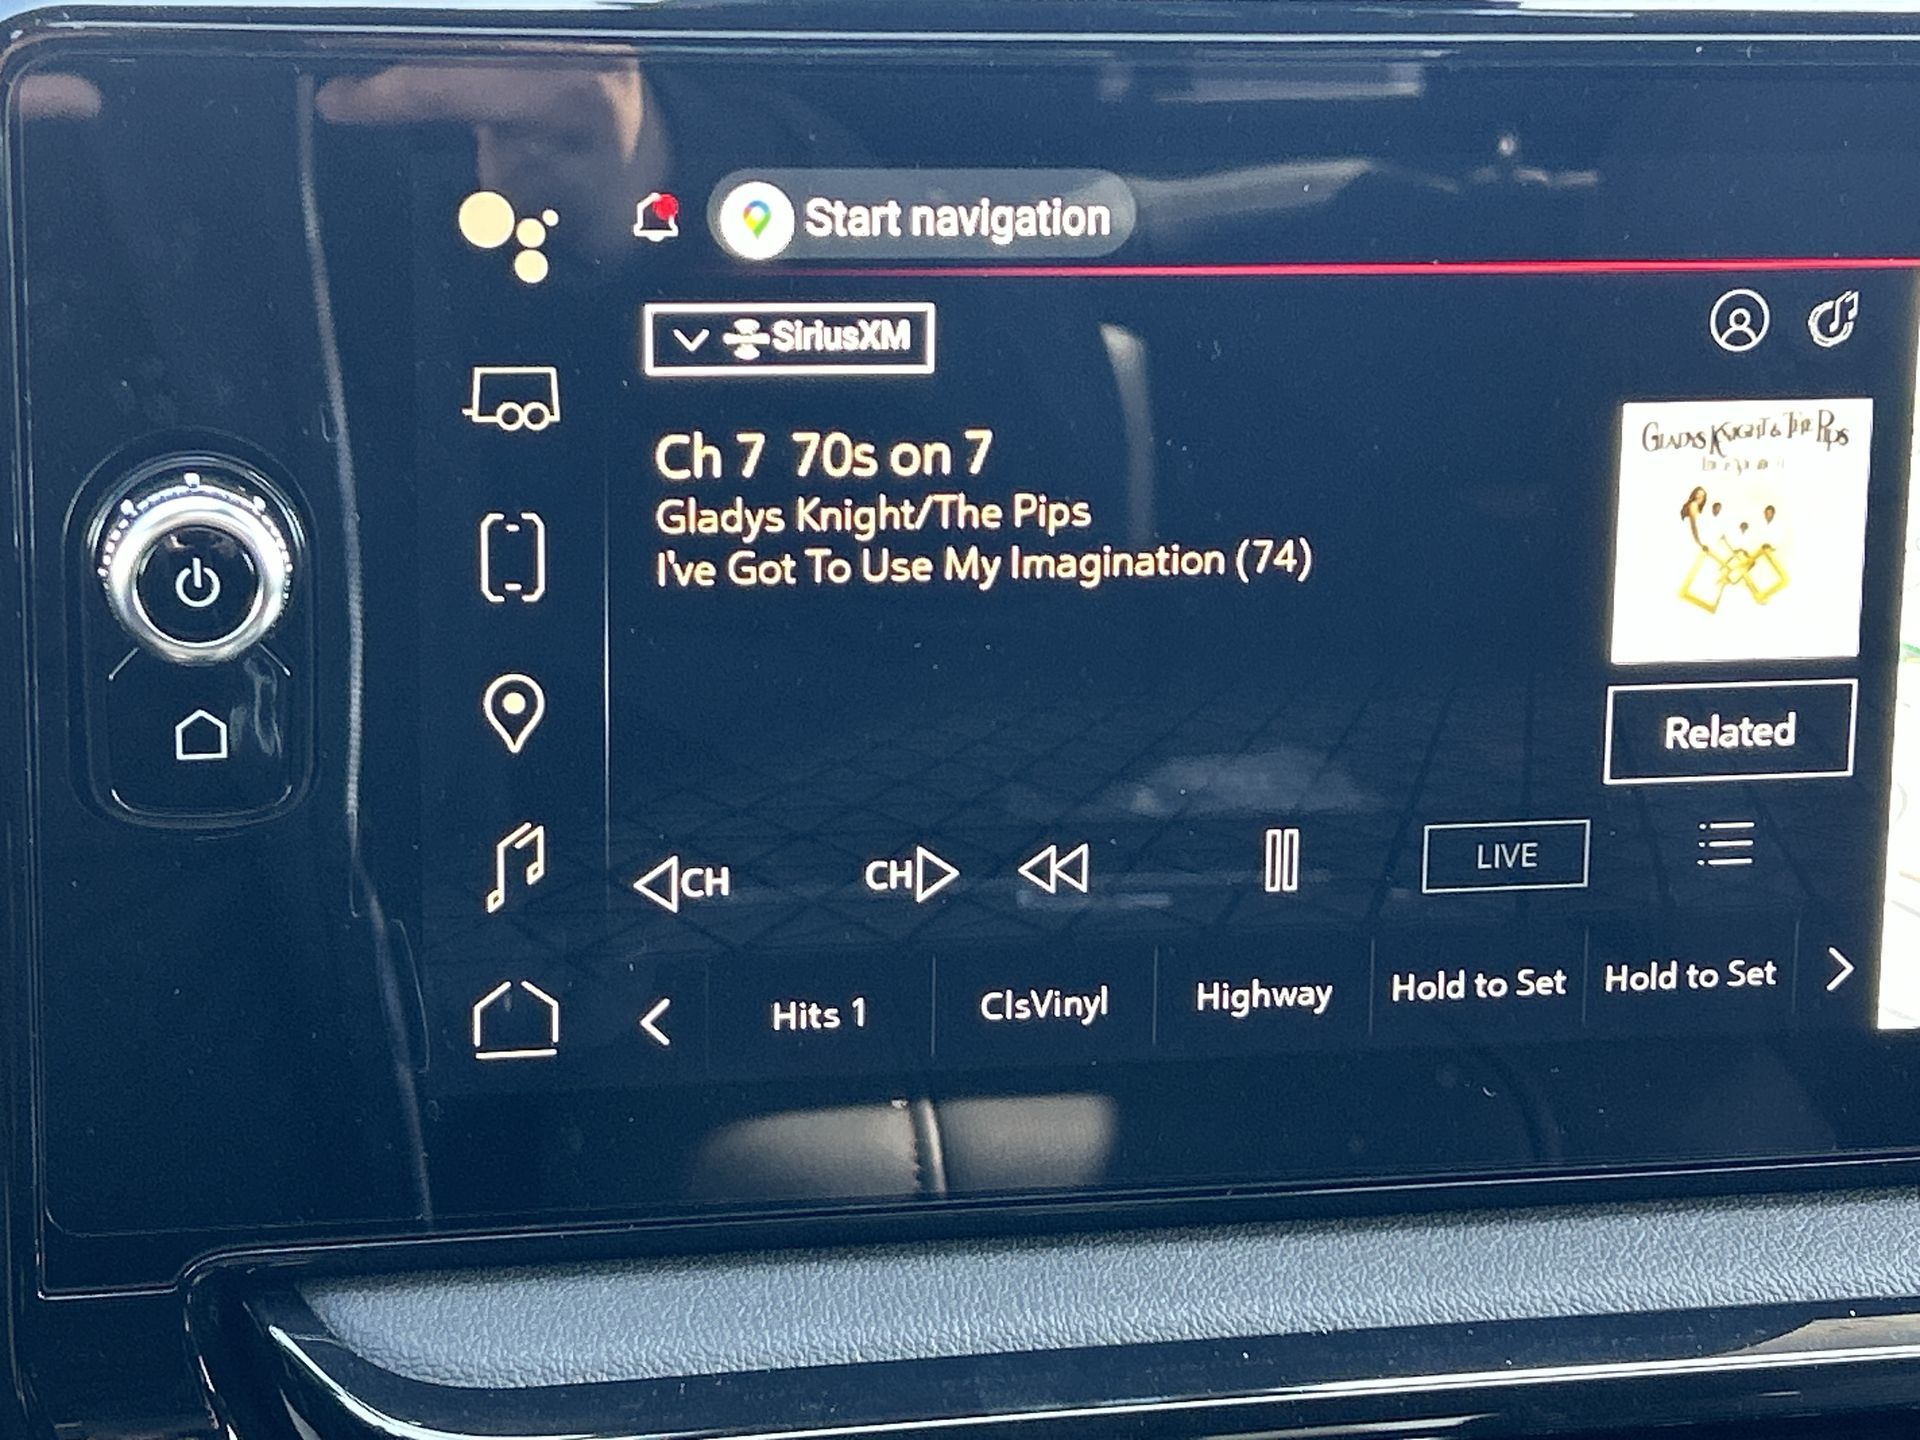 Start navigation
SiriusXM
Ch 7 70s on 7
Gladys Knight/The Pips
I've Got To Use My Imagination (74)
Gladys Knight & The Pips
Related
CH
CH
LIVE
Hits 1
ClsVinyl
Highway
Hold to Set
Hold to Set